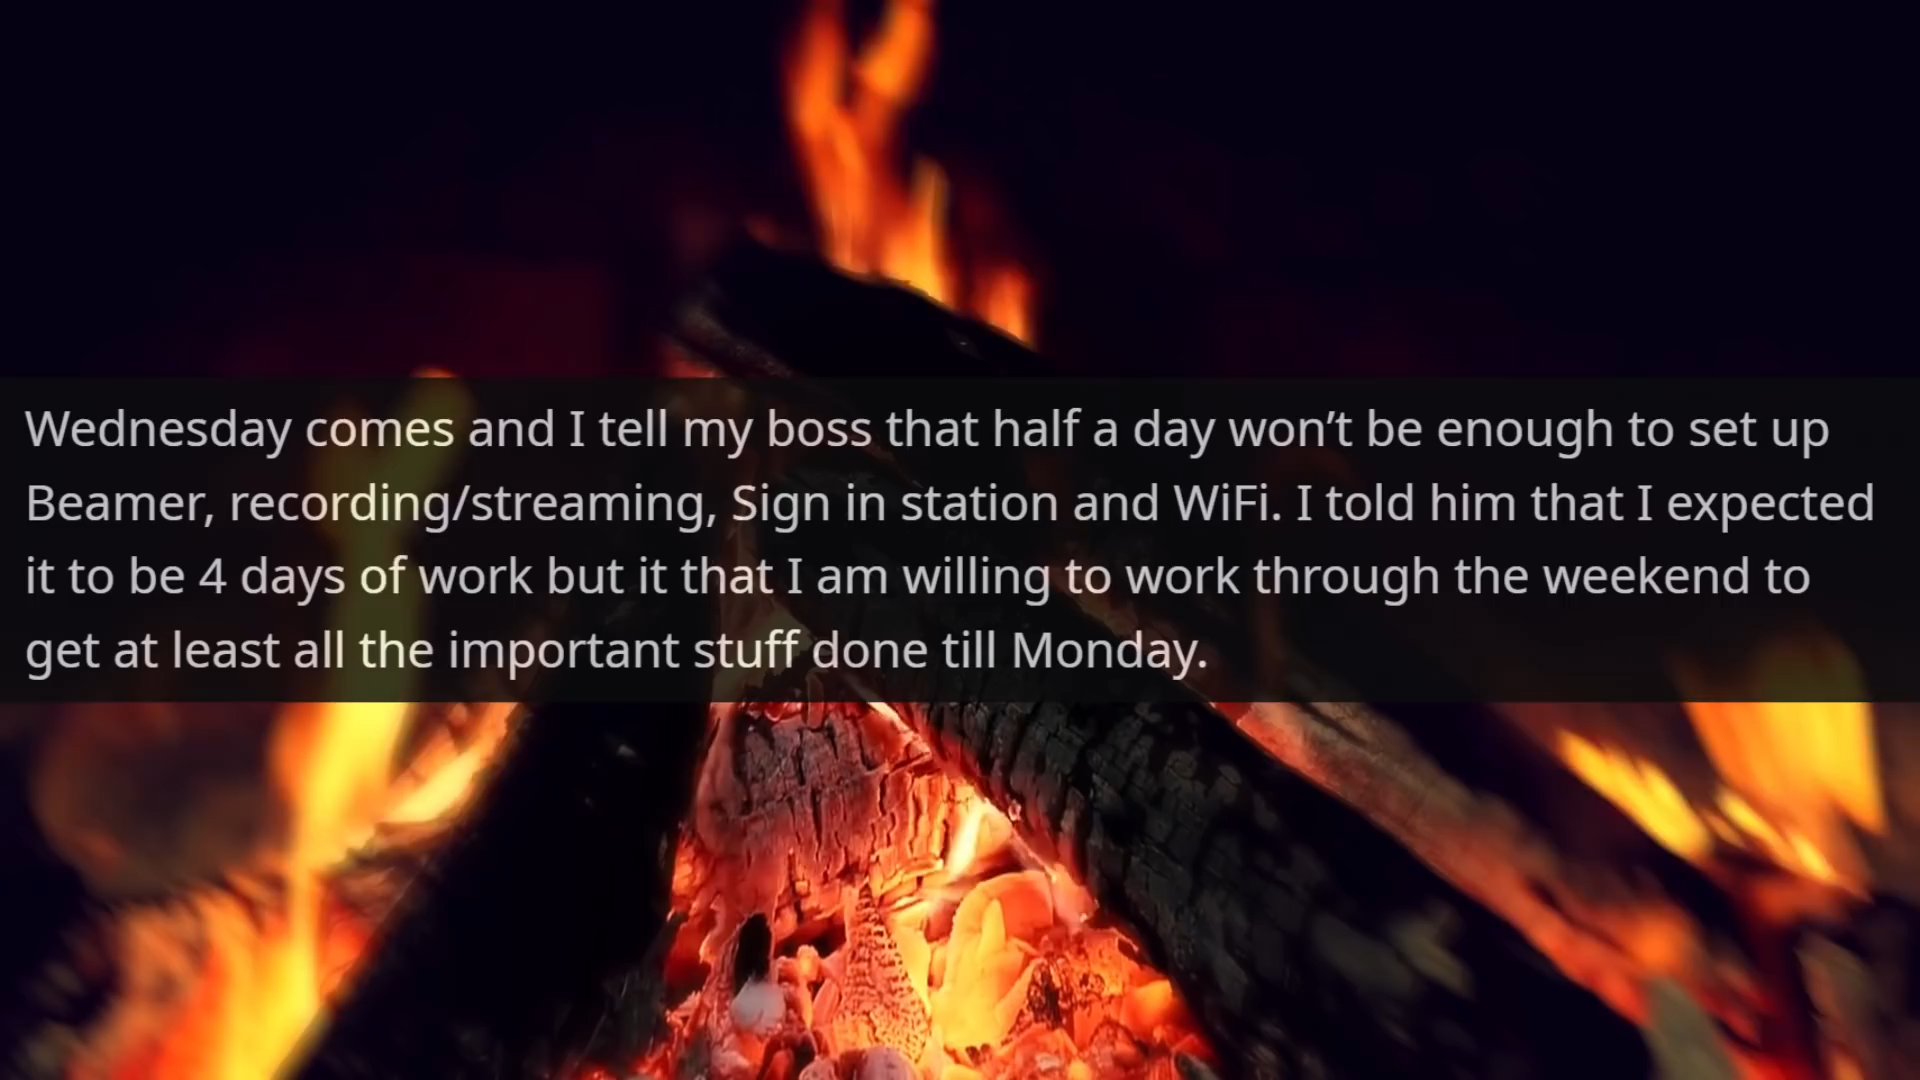 Wednesday comes and I tell my boss that half a day won’t be enough to set up
Beamer, recording/streaming, Sign in station and WiFi. I told him that I expected
it to be 4 days of work but it that I am willing to work through the weekend to
get at least all the important stuff done till Monday.